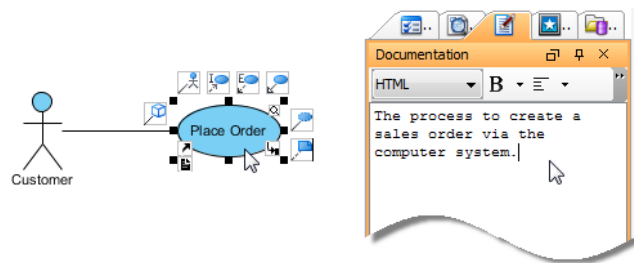 Documentation
HTML
B
The process to create a
sales order via the
computer system.
I
E
Place Order
Customer